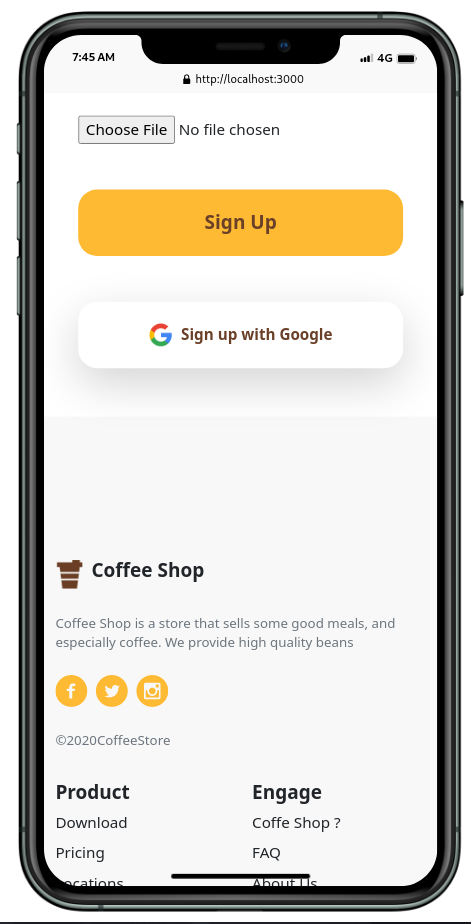 7:45 AM
4G
http://localhost:3000
Choose File No file chosen
Sign Up
Sign up with Google
Coffee Shop
Coffee Shop is a store that sells some good meals, and
especially coffee. We provide high quality beans
©2020CoffeeStore
Product Engage
Download Coffe Shop ?
Pricing FAQ
Locations About Us